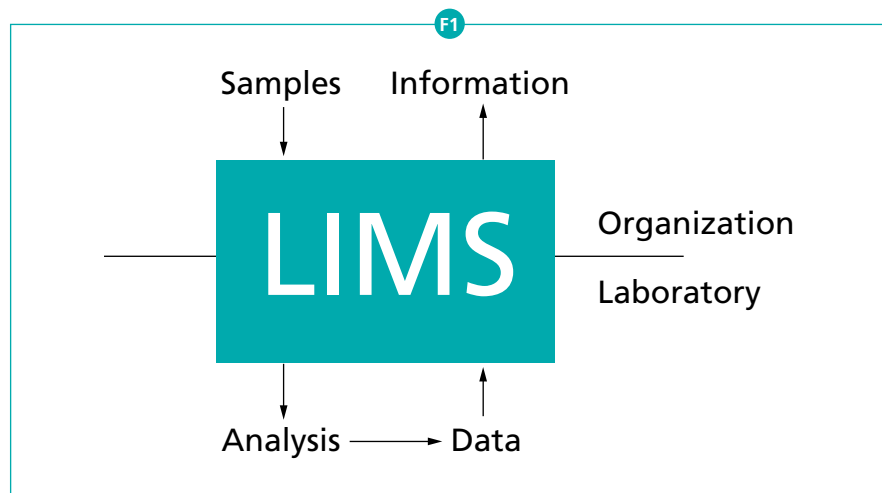 F1
Samples Information
LIMS
Organization
Laboratory
Analysis Data